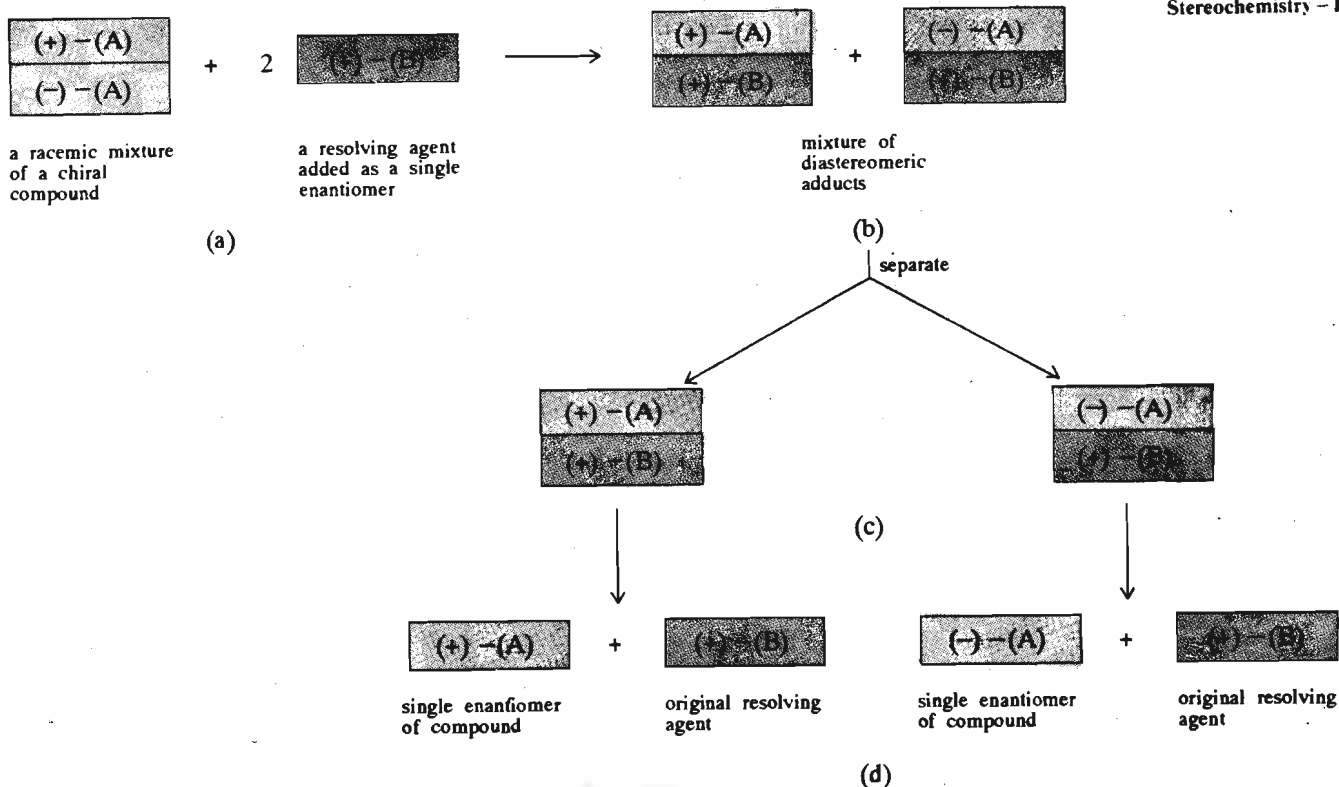 Stereochemistry – I
(+) – (A)
(–) – (A)
+ 2
(+) – (B)
(+) – (A)
(+) – (B)
+
(–) – (A)
(+) – (B)
a racemic mixture
of a chiral
compound
a resolving agent
added as a single
enantiomer
mixture of
diastereomeric
adducts
(a)
(b)
separate
(+) – (A)
(+) – (B)
(–) – (A)
(+) – (B)
(c)
(+) – (A)
+
(+) – (B)
(–) – (A)
+
(+) – (B)
single enantiomer
of compound
original resolving
agent
single enantiomer
of compound
original resolving
agent
(d)